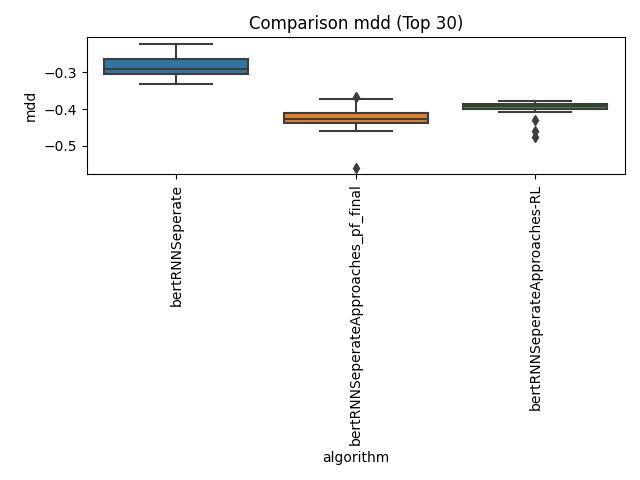 Comparison mdd (Top 30)
mdd
−0.3
−0.4
−0.5
bertRNNSeperate
bertRNNSeperateApproaches_pf_final
bertRNNSeperateApproaches-RL
algorithm